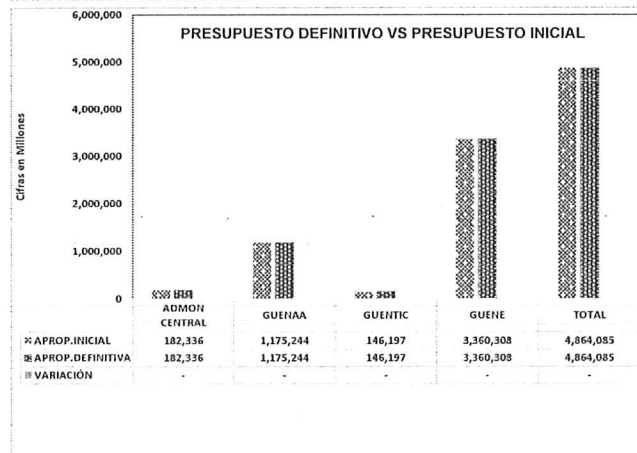 PRESUPUESTO DEFINITIVO VS PRESUPUESTO INICIAL
Cifras en Millones
6,000,000
5,000,000
4,000,000
3,000,000
2,000,000
1,000,000
0
ADMON CENTRAL GUENAA GUENTIC GUENE TOTAL
APROP.INICIAL 182,336 1,175,244 146,197 3,360,308 4,864,085
APROP.DEFINITIVA 182,336 1,175,244 146,197 3,360,308 4,864,085
VARIACIÓN - - - - -